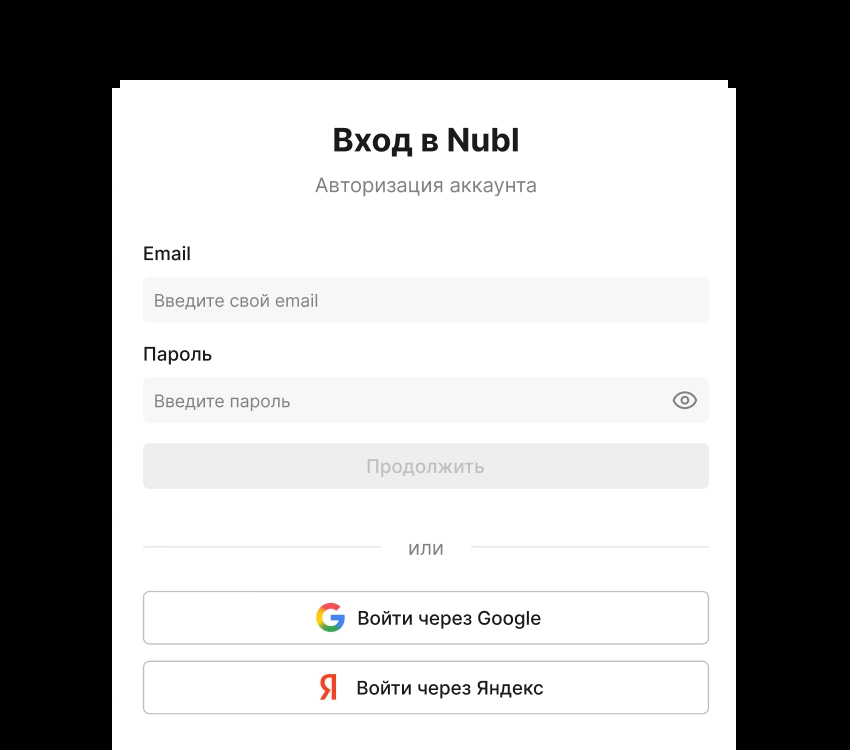 Вход в Nubl
Авторизация аккаунта
Email
Введите свой email
Пароль
Введите пароль
Продолжить
или
Войти через Google
Войти через Яндекс